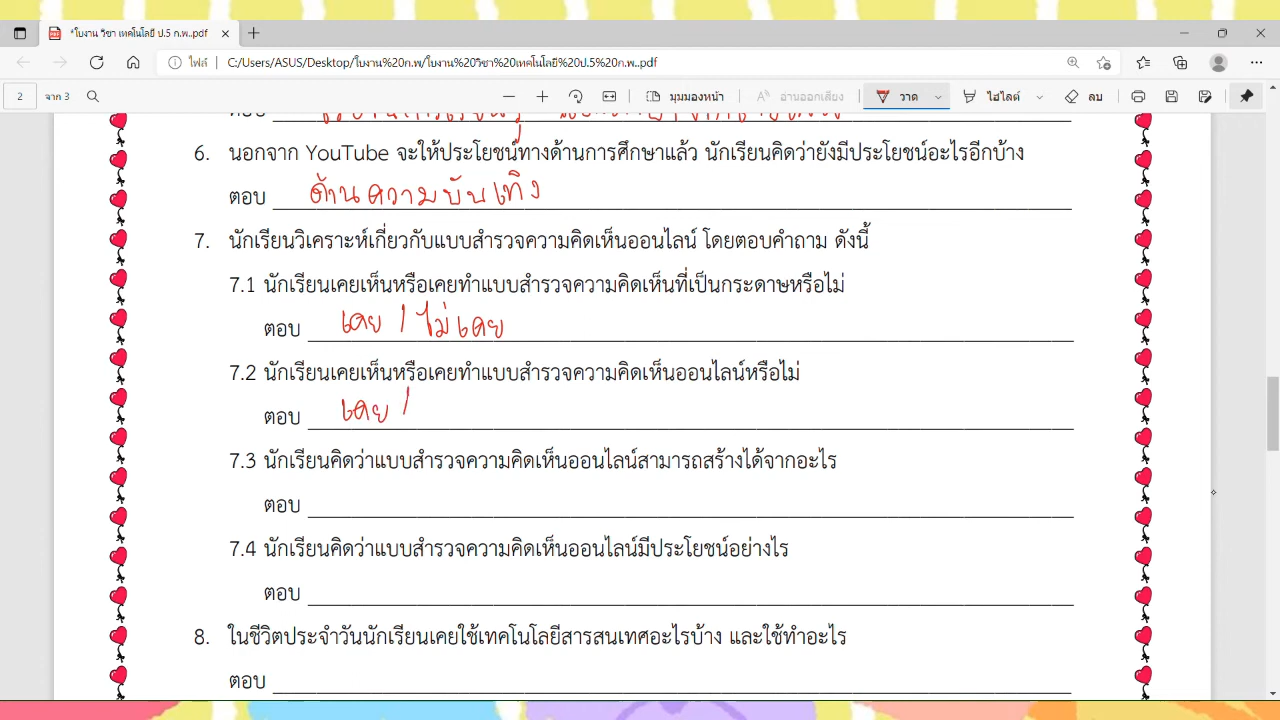 *ใบงาน วิชา เทคโนโลยี ป.5 ก.พ..pdf
ไฟล์ C:/Users/ASUS/Desktop/ใบงาน%20ก.พ/ใบงาน%20วิชา%20เทคโนโลยี%20ป.5%20ก.พ..pdf
2 จาก 3 มุมมองหน้า อ่านออกเสียง วาด ไฮไลต์ ลบ
ตอบ
6. นอกจาก YouTube จะให้ประโยชน์ทางด้านการศึกษาแล้ว นักเรียนคิดว่ายังมีประโยชน์อะไรอีกบ้าง
ตอบ ด้านความบันเทิง
7. นักเรียนวิเคราะห์เกี่ยวกับแบบสำรวจความคิดเห็นออนไลน์ โดยตอบคำถาม ดังนี้
7.1 นักเรียนเคยเห็นหรือเคยทำแบบสำรวจความคิดเห็นที่เป็นกระดาษหรือไม่
ตอบ เคย / ไม่เคย
7.2 นักเรียนเคยเห็นหรือเคยทำแบบสำรวจความคิดเห็นออนไลน์หรือไม่
ตอบ เคย /
7.3 นักเรียนคิดว่าแบบสำรวจความคิดเห็นออนไลน์สามารถสร้างได้จากอะไร
ตอบ
7.4 นักเรียนคิดว่าแบบสำรวจความคิดเห็นออนไลน์มีประโยชน์อย่างไร
ตอบ
8. ในชีวิตประจำวันนักเรียนเคยใช้เทคโนโลยีสารสนเทศอะไรบ้าง และใช้ทำอะไร
ตอบ